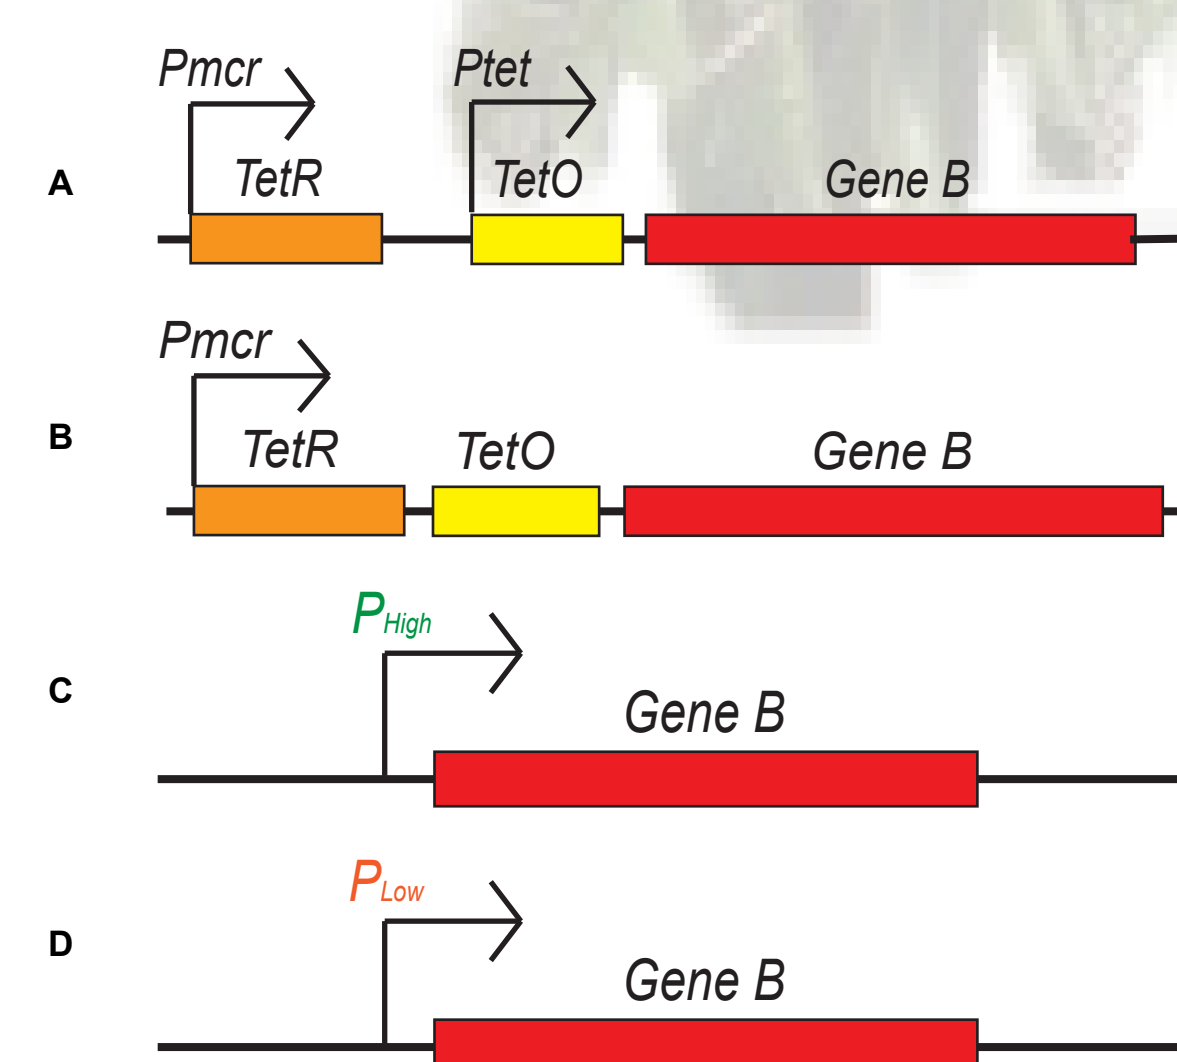 Pmcr Ptet
A TetR TetO Gene B
Pmcr
B TetR TetO Gene B
PHigh
C Gene B
PLow
D Gene B